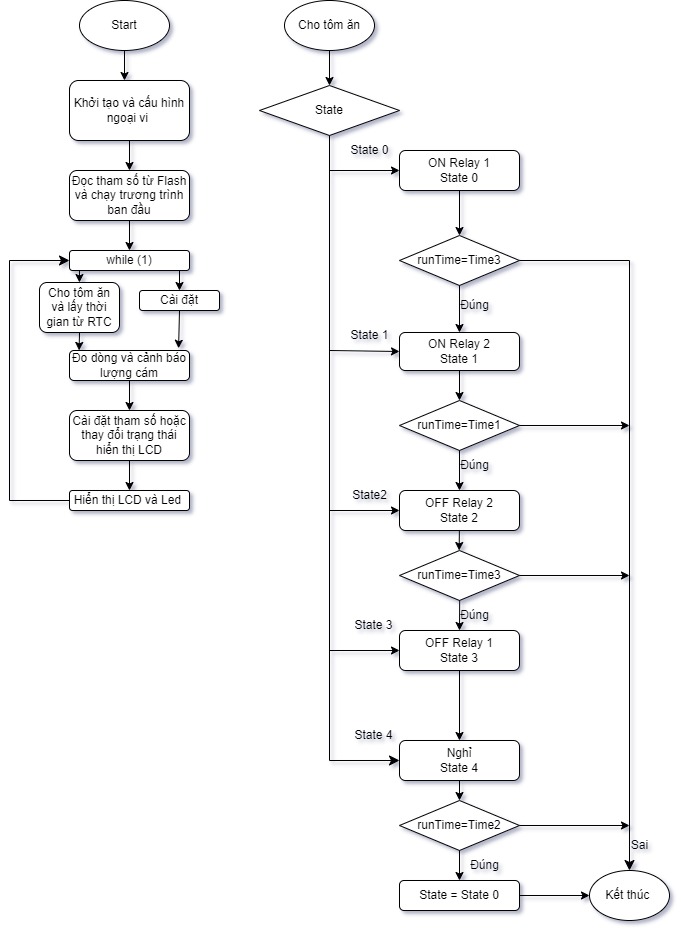 Start
Khởi tạo và cấu hình
ngoại vi
Đọc tham số từ Flash
và chạy trương trình
ban đầu
while (1)
Cho tôm ăn
và lấy thời
gian từ RTC
Cài đặt
Đo dòng và cảnh báo
lượng cám
Cài đặt tham số hoặc
thay đổi trạng thái
hiển thị LCD
Hiển thị LCD và Led
Cho tôm ăn
State
State 0
ON Relay 1
State 0
runTime=Time3
Đúng
State 1
ON Relay 2
State 1
runTime=Time1
Đúng
State2
OFF Relay 2
State 2
runTime=Time3
Đúng
State 3
OFF Relay 1
State 3
State 4
Nghỉ
State 4
runTime=Time2
Sai
Đúng
State = State 0
Kết thúc